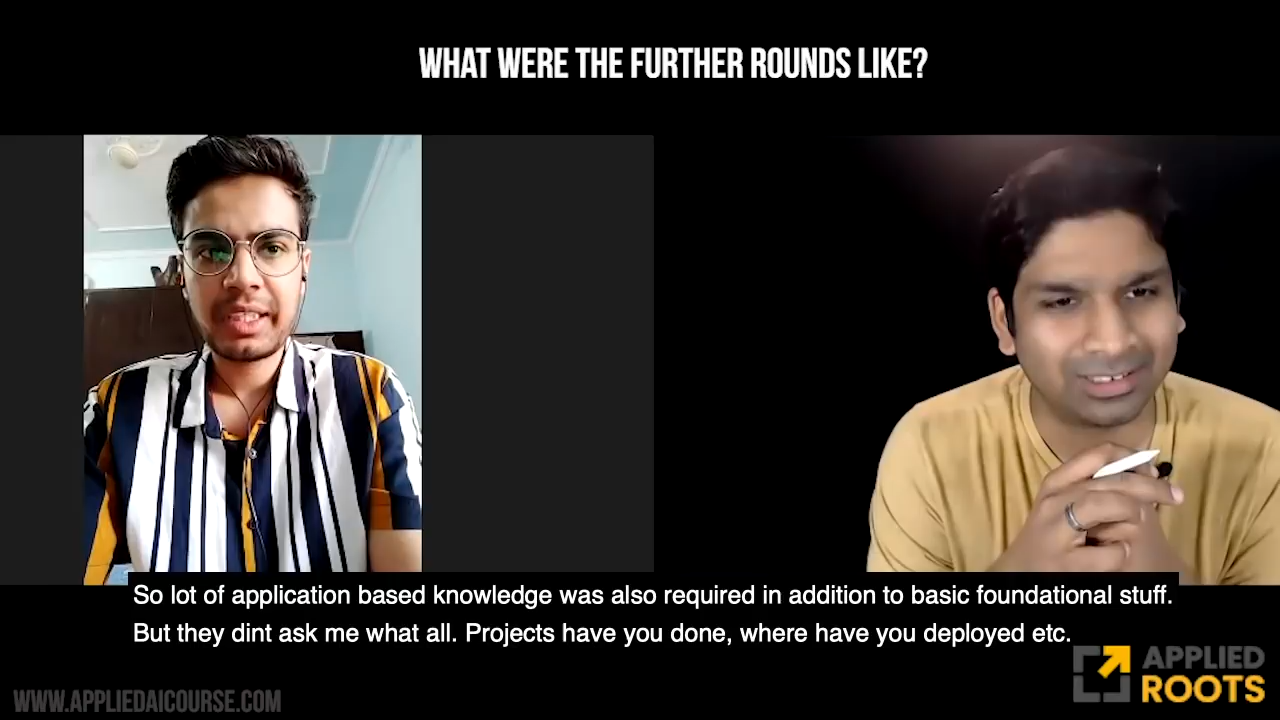 WHAT WERE THE FURTHER ROUNDS LIKE?
So lot of application based knowledge was also required in addition to basic foundational stuff.
But they dint ask me what all. Projects have you done, where have you deployed etc.
APPLIED
ROOTS
WWW.APPLIEDAICOURSE.COM